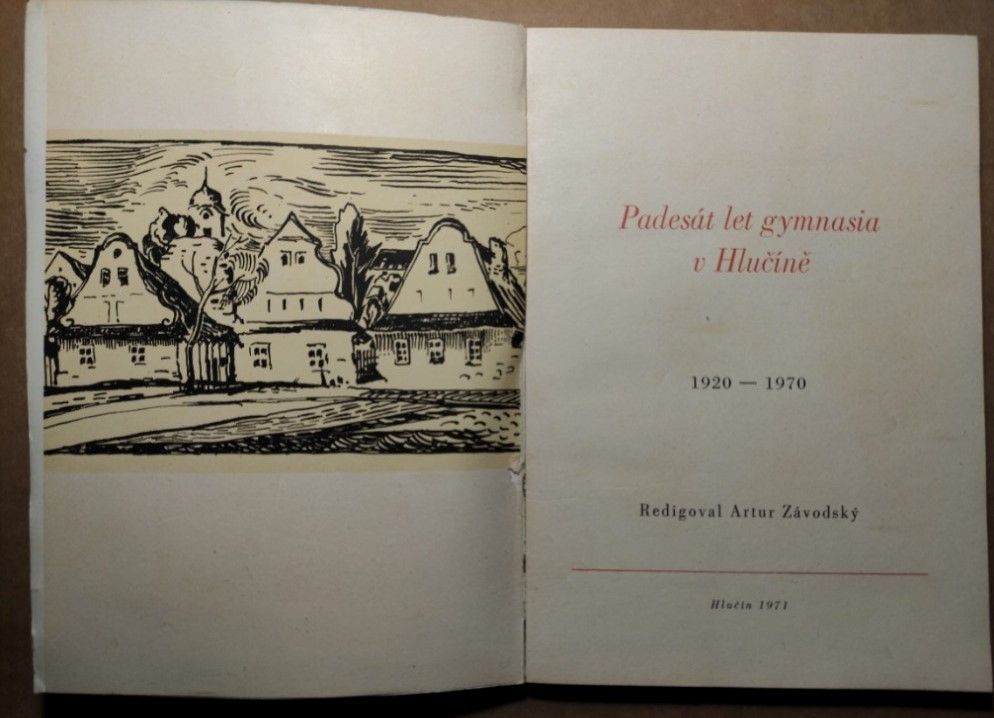 Padesát let gymnasia
v Hlučíně
1920 — 1970
Redigoval Artur Závodský
Hlučín 1971